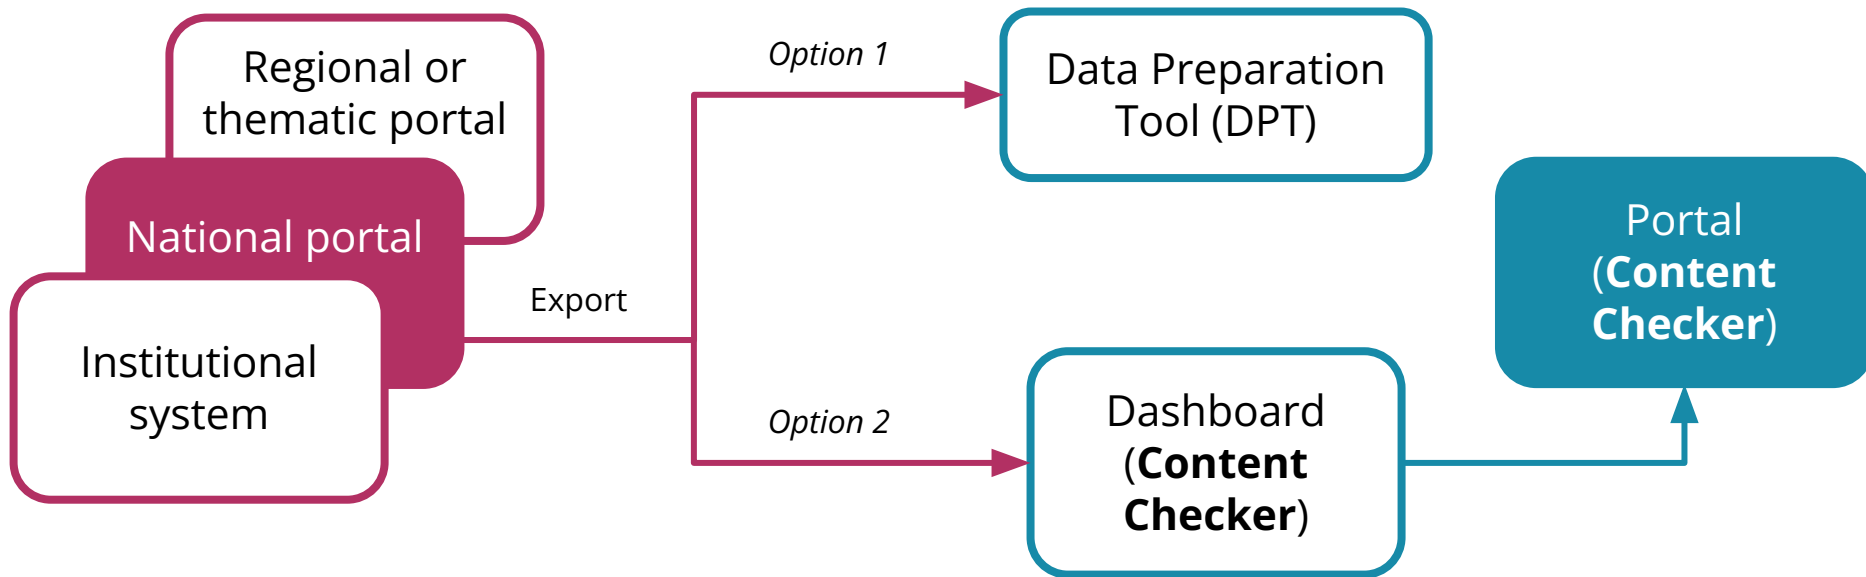 Regional or
thematic portal
National portal
Institutional
system
Export
Option 1
Option 2
Data Preparation
Tool (DPT)
Dashboard
(Content
Checker)
Portal
(Content
Checker)